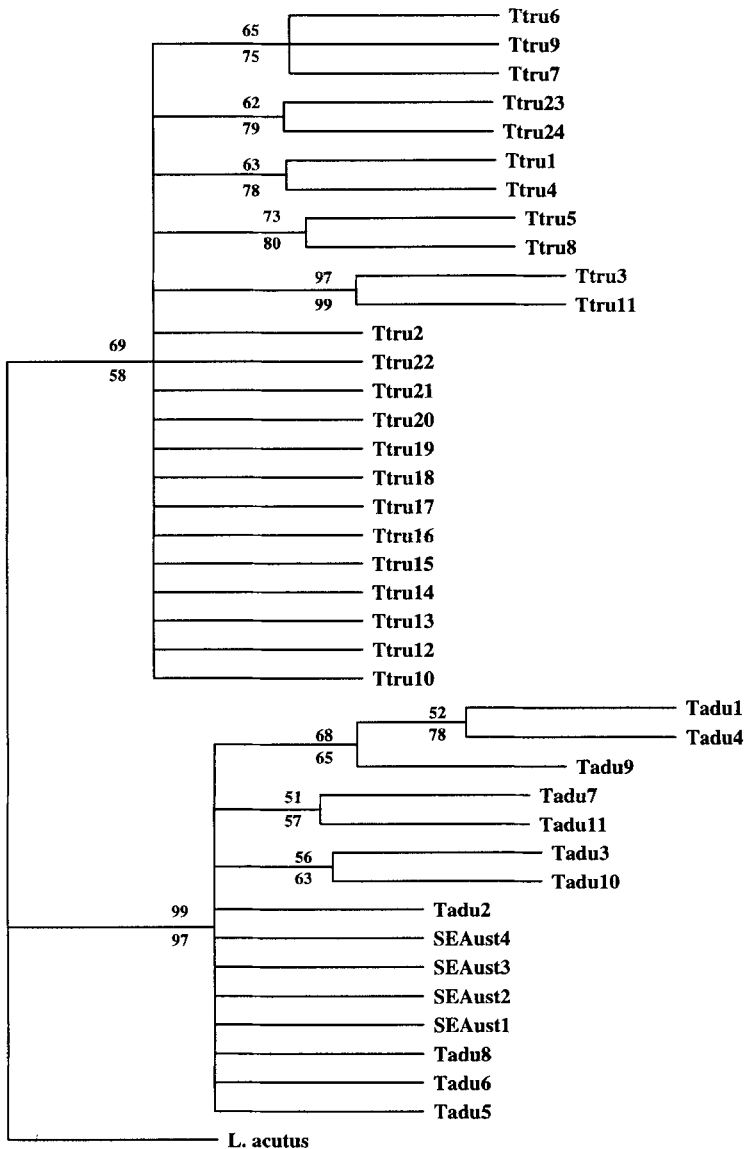 65
75
Ttru6
Ttru9
Ttru7
62
79
Ttru23
Ttru24
63
78
Ttru1
Ttru4
73
80
Ttru5
Ttru8
97
99
Ttru3
Ttru11
69
58
Ttru2
Ttru22
Ttru21
Ttru20
Ttru19
Ttru18
Ttru17
Ttru16
Ttru15
Ttru14
Ttru13
Ttru12
Ttru10
68
65
52
78
Tadu1
Tadu4
Tadu9
51
57
Tadu7
Tadu11
56
63
Tadu3
Tadu10
99
97
Tadu2
SEAust4
SEAust3
SEAust2
SEAust1
Tadu8
Tadu6
Tadu5
L. acutus